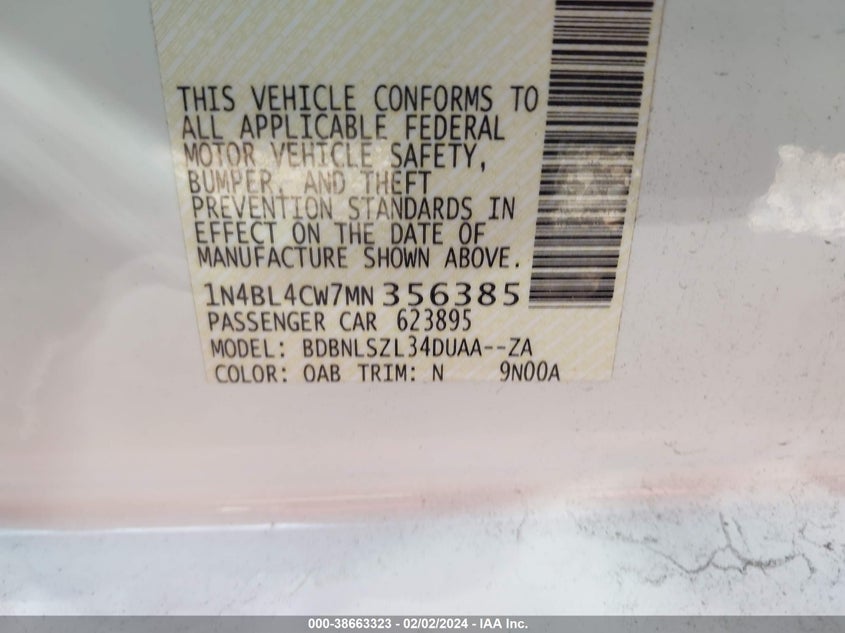 THIS VEHICLE CONFORMS TO
ALL APPLICABLE FEDERAL
MOTOR VEHICLE SAFETY,
BUMPER, AND THEFT
PREVENTION STANDARDS IN
EFFECT ON THE DATE OF
MANUFACTURE SHOWN ABOVE.
1N4BL4CW7MN356385
PASSENGER CAR 623895
MODEL: BDBNLSZL34DUAA--ZA
COLOR: QAB TRIM: N 9N00A
000-38663323 - 02/02/2024 - IAA Inc.